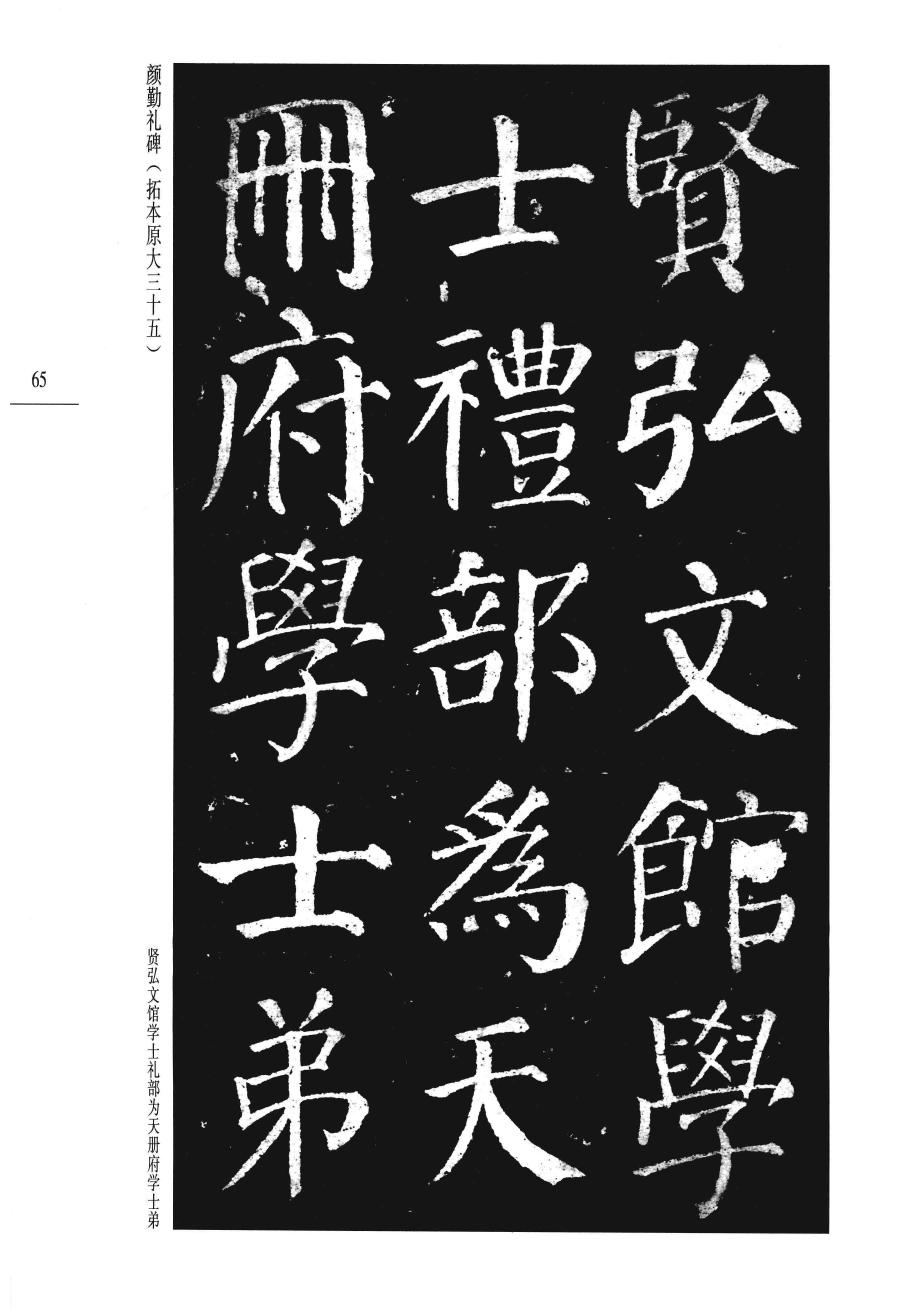 賢弘文館學
士禮部為天
冊府學士弟
颜勤礼碑（拓本原大三十五）
贤弘文馆学士礼部为天册府学士弟
65